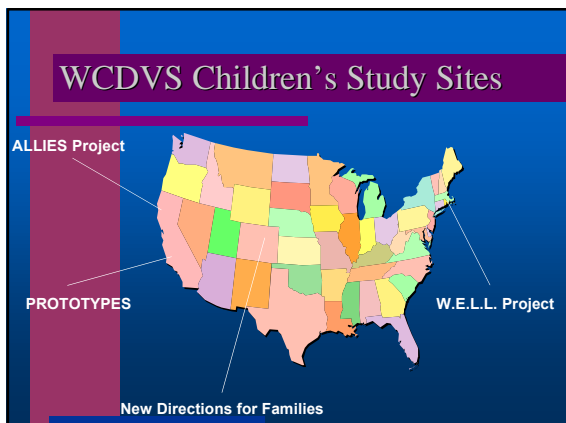 WCDVS Children's Study Sites
ALLIES Project
PROTOTYPES
W.E.L.L. Project
New Directions for Families